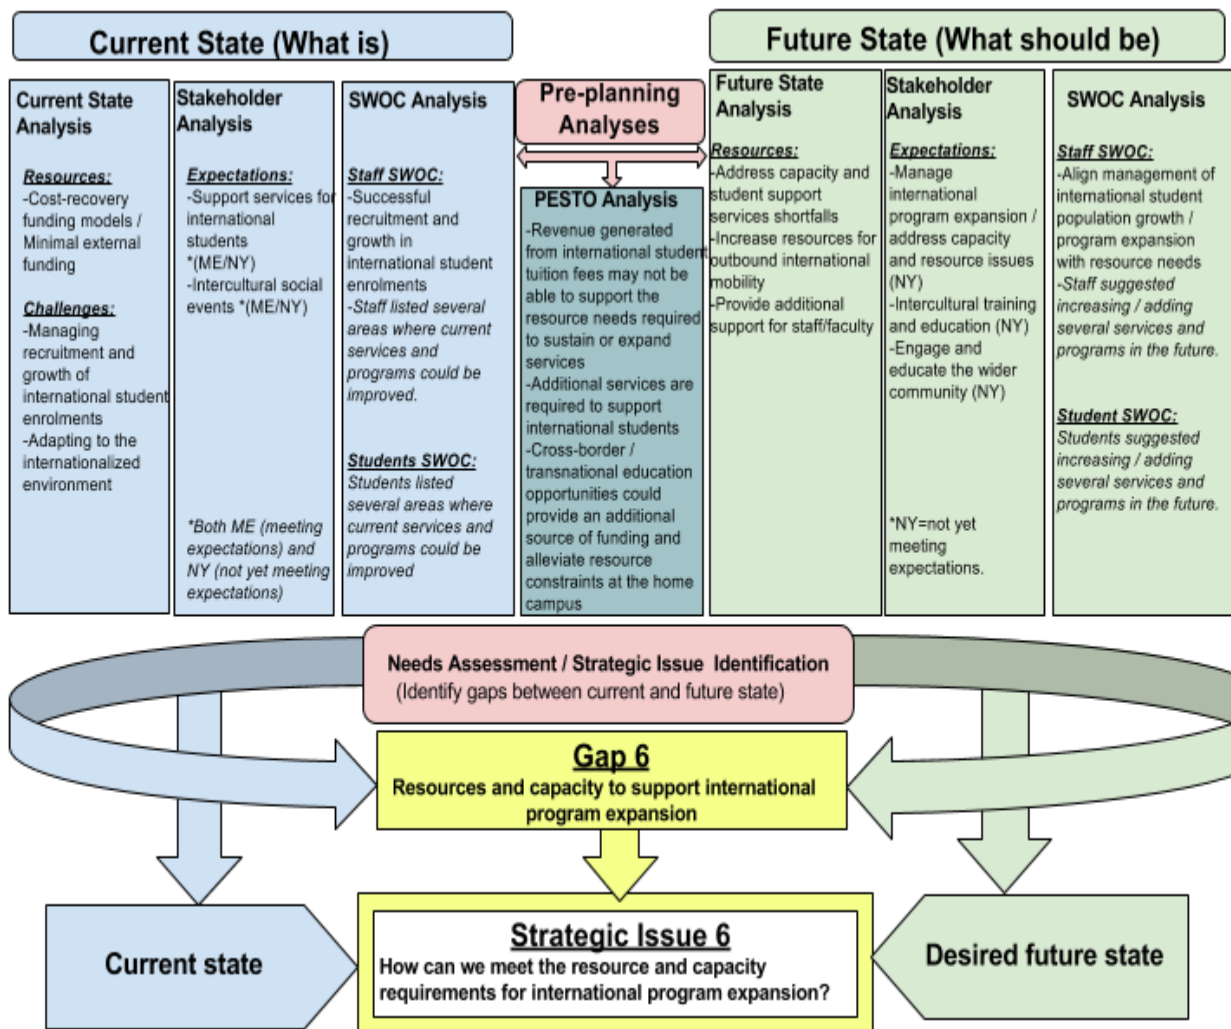 Current State (What is)
Future State (What should be)
Current State
Analysis
Resources:
-Cost-recovery
funding models /
Minimal external
funding
Challenges:
-Managing
recruitment and
growth of
international student
enrolments
-Adapting to the
internationalized
environment
Stakeholder
Analysis
Expectations:
-Support services for
international
students
*(ME/NY)
-Intercultural social
events *(ME/NY)
*Both ME (meeting
expectations) and
NY (not yet meeting
expectations)
SWOC Analysis
Staff SWOC:
-Successful
recruitment and
growth in
international student
enrolments
-Staff listed several
areas where current
services and
programs could be
improved.
Students SWOC:
Students listed
several areas where
current services and
programs could be
improved
Pre-planning
Analyses
PESTO Analysis
-Revenue generated
from international student
tuition fees may not be
able to support the
resource needs required
to sustain or expand
services
-Additional services are
required to support
international students
-Cross-border /
transnational education
opportunities could
provide an additional
source of funding and
alleviate resource
constraints at the home
campus
Future State
Analysis
Resources:
-Address capacity and
student support
services shortfalls
-Increase resources for
outbound international
mobility
-Provide additional
support for staff/faculty
Stakeholder
Analysis
Expectations:
-Manage
international
program expansion /
address capacity
and resource issues
(NY)
-Intercultural training
and education (NY)
-Engage and
educate the wider
community (NY)
*NY=not yet
meeting
expectations.
SWOC Analysis
Staff SWOC:
-Align management of
international student
population growth /
program expansion
with resource needs
-Staff suggested
increasing / adding
several services and
programs in the future.
Student SWOC:
Students suggested
increasing / adding
several services and
programs in the future.
Needs Assessment / Strategic Issue Identification
(Identify gaps between current and future state)
Gap 6
Resources and capacity to support international
program expansion
Current state
Strategic Issue 6
How can we meet the resource and capacity
requirements for international program expansion?
Desired future state